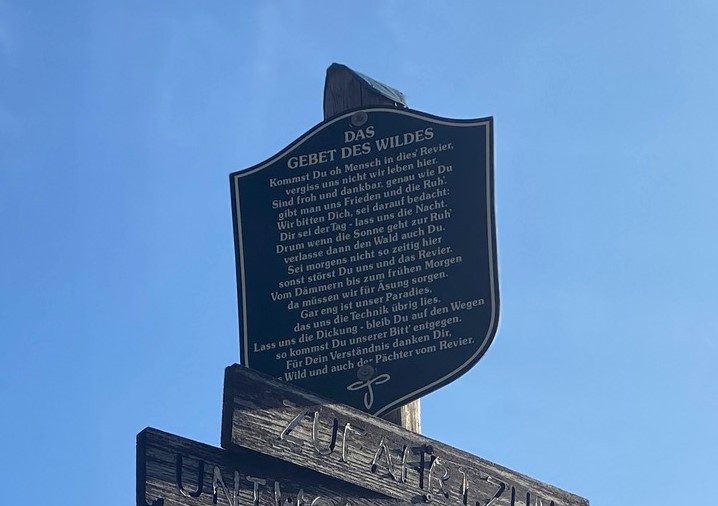 DAS
GEBET DES WILDES
Kommst Du oh Mensch in dies' Revier,
vergiss uns nicht wir leben hier.
Sind froh und dankbar, genau wie Du
gibt man uns Frieden und die Ruh'.
Wir bitten Dich, sei darauf bedacht:
Dir sei der Tag - lass uns die Nacht.
Drum wenn die Sonne geht zur Ruh'
verlasse dann den Wald auch Du.
Sei morgens nicht so zeitig hier
sonst störst Du uns und das Revier.
Vom Dämmern bis zum frühen Morgen
da müssen wir für Äsung sorgen.
Gar eng ist unser Paradies,
das uns die Technik übrig lies.
Lass uns die Dickung - bleib Du auf den Wegen
so kommst Du unserer Bitt' entgegen.
Für Dein Verständnis danken Dir,
Wild und auch der Pächter vom Revier.